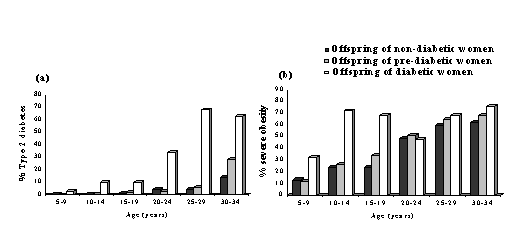 Offspring of non-diabetic women
Offspring of pre-diabetic women
Offspring of diabetic women
(a)
% Type 2 diabetes
80
70
60
50
40
30
20
10
0
5-9 10-14 15-19 20-24 25-29 30-34
Age (years)
(b)
% severe obesity
90
80
70
60
50
40
30
20
10
0
5-9 10-14 15-19 20-24 25-29 30-34
Age (years)